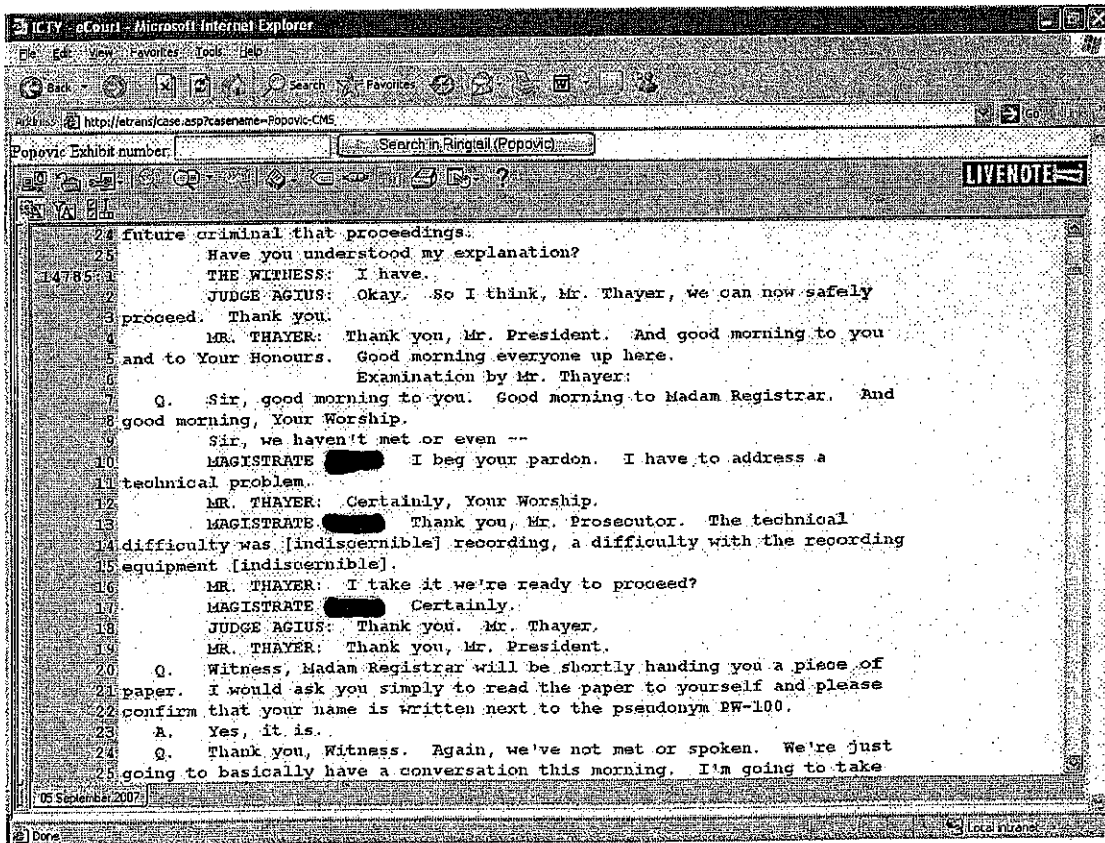 ICTY - eCourt - Microsoft Internet Explorer
File Edit View Favorites Tools Help
Back Search Favorites
Address http://etrans/case.asp?casename=Popovic-CMS Go Links
Popovic Exhibit number: Search in Ringtail (Popovic)
LIVENOTE
24 future criminal that proceedings.
25 Have you understood my explanation?
14785:1 THE WITNESS: I have.
2 JUDGE AGIUS: Okay. So I think, Mr. Thayer, we can now safely
3 proceed. Thank you.
4 MR. THAYER: Thank you, Mr. President. And good morning to you
5 and to Your Honours. Good morning everyone up here.
6 Examination by Mr. Thayer:
7 Q. Sir, good morning to you. Good morning to Madam Registrar. And
8 good morning, Your Worship.
9 Sir, we haven't met or even --
10 MAGISTRATE I beg your pardon. I have to address a
11 technical problem.
12 MR. THAYER: Certainly, Your Worship.
13 MAGISTRATE Thank you, Mr. Prosecutor. The technical
14 difficulty was [indiscernible] recording, a difficulty with the recording
15 equipment [indiscernible].
16 MR. THAYER: I take it we're ready to proceed?
17 MAGISTRATE Certainly.
18 JUDGE AGIUS: Thank you. Mr. Thayer.
19 MR. THAYER: Thank you, Mr. President.
20 Q. Witness, Madam Registrar will be shortly handing you a piece of
21 paper. I would ask you simply to read the paper to yourself and please
22 confirm that your name is written next to the pseudonym PW-100.
23 A. Yes, it is.
24 Q. Thank you, Witness. Again, we've not met or spoken. We're just
25 going to basically have a conversation this morning. I'm going to take
05 September 2007
Done Local intranet